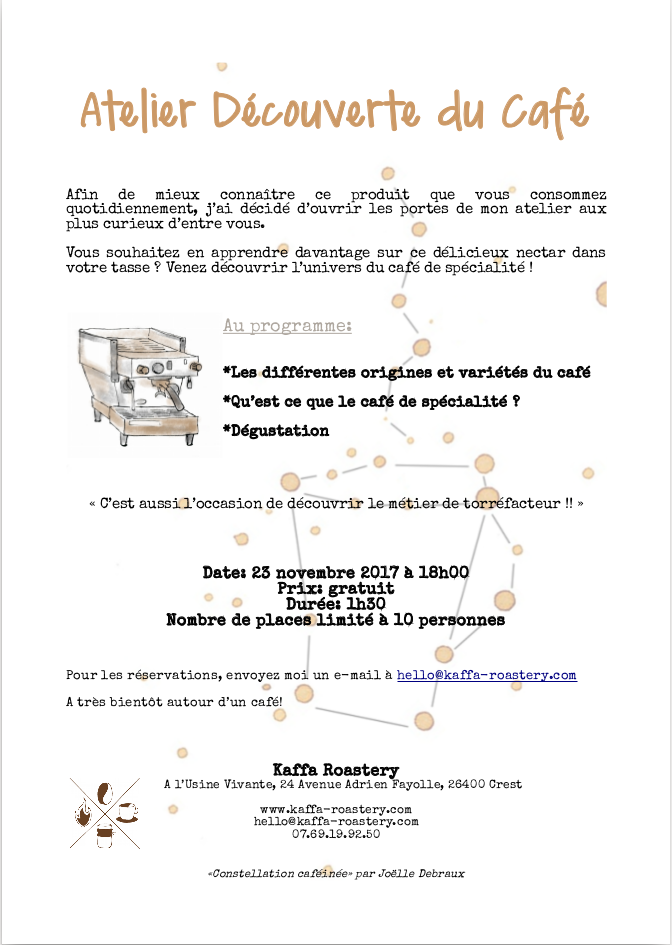 Atelier Découverte du Café
Afin de mieux connaître ce produit que vous consommez
quotidiennement, j'ai décidé d'ouvrir les portes de mon atelier aux
plus curieux d'entre vous.
Vous souhaitez en apprendre davantage sur ce délicieux nectar dans
votre tasse ? Venez découvrir l'univers du café de spécialité !
Au programme:
*Les différentes origines et variétés du café
*Qu'est ce que le café de spécialité ?
*Dégustation
« C'est aussi l'occasion de découvrir le métier de torréfacteur !! »
Date: 23 novembre 2017 à 18h00
Prix: gratuit
Durée: 1h30
Nombre de places limité à 10 personnes
Pour les réservations, envoyez moi un e-mail à hello@kaffa-roastery.com
A très bientôt autour d'un café!
Kaffa Roastery
A l'Usine Vivante, 24 Avenue Adrien Fayolle, 26400 Crest
www.kaffa-roastery.com
hello@kaffa-roastery.com
07.69.19.92.50
«Constellation caféinée» par Joëlle Debraux